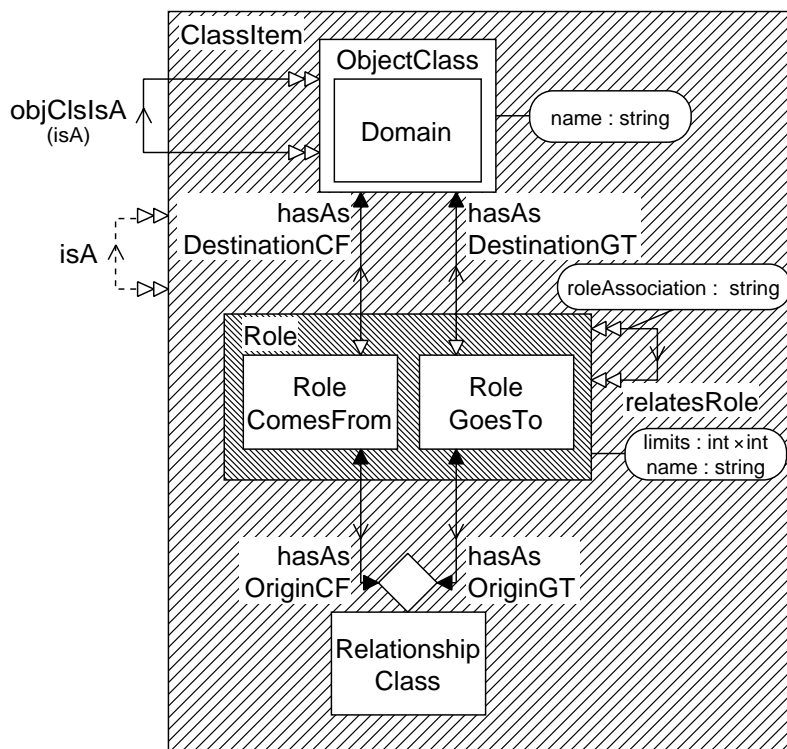 ClassItem
ObjectClass
Domain
name : string
objClsIsA
(isA)
isA
hasAs
DestinationCF
hasAs
DestinationGT
roleAssociation : string
Role
Role
ComesFrom
Role
GoesTo
relatesRole
limits : int × int
name : string
hasAs
OriginCF
hasAs
OriginGT
Relationship
Class